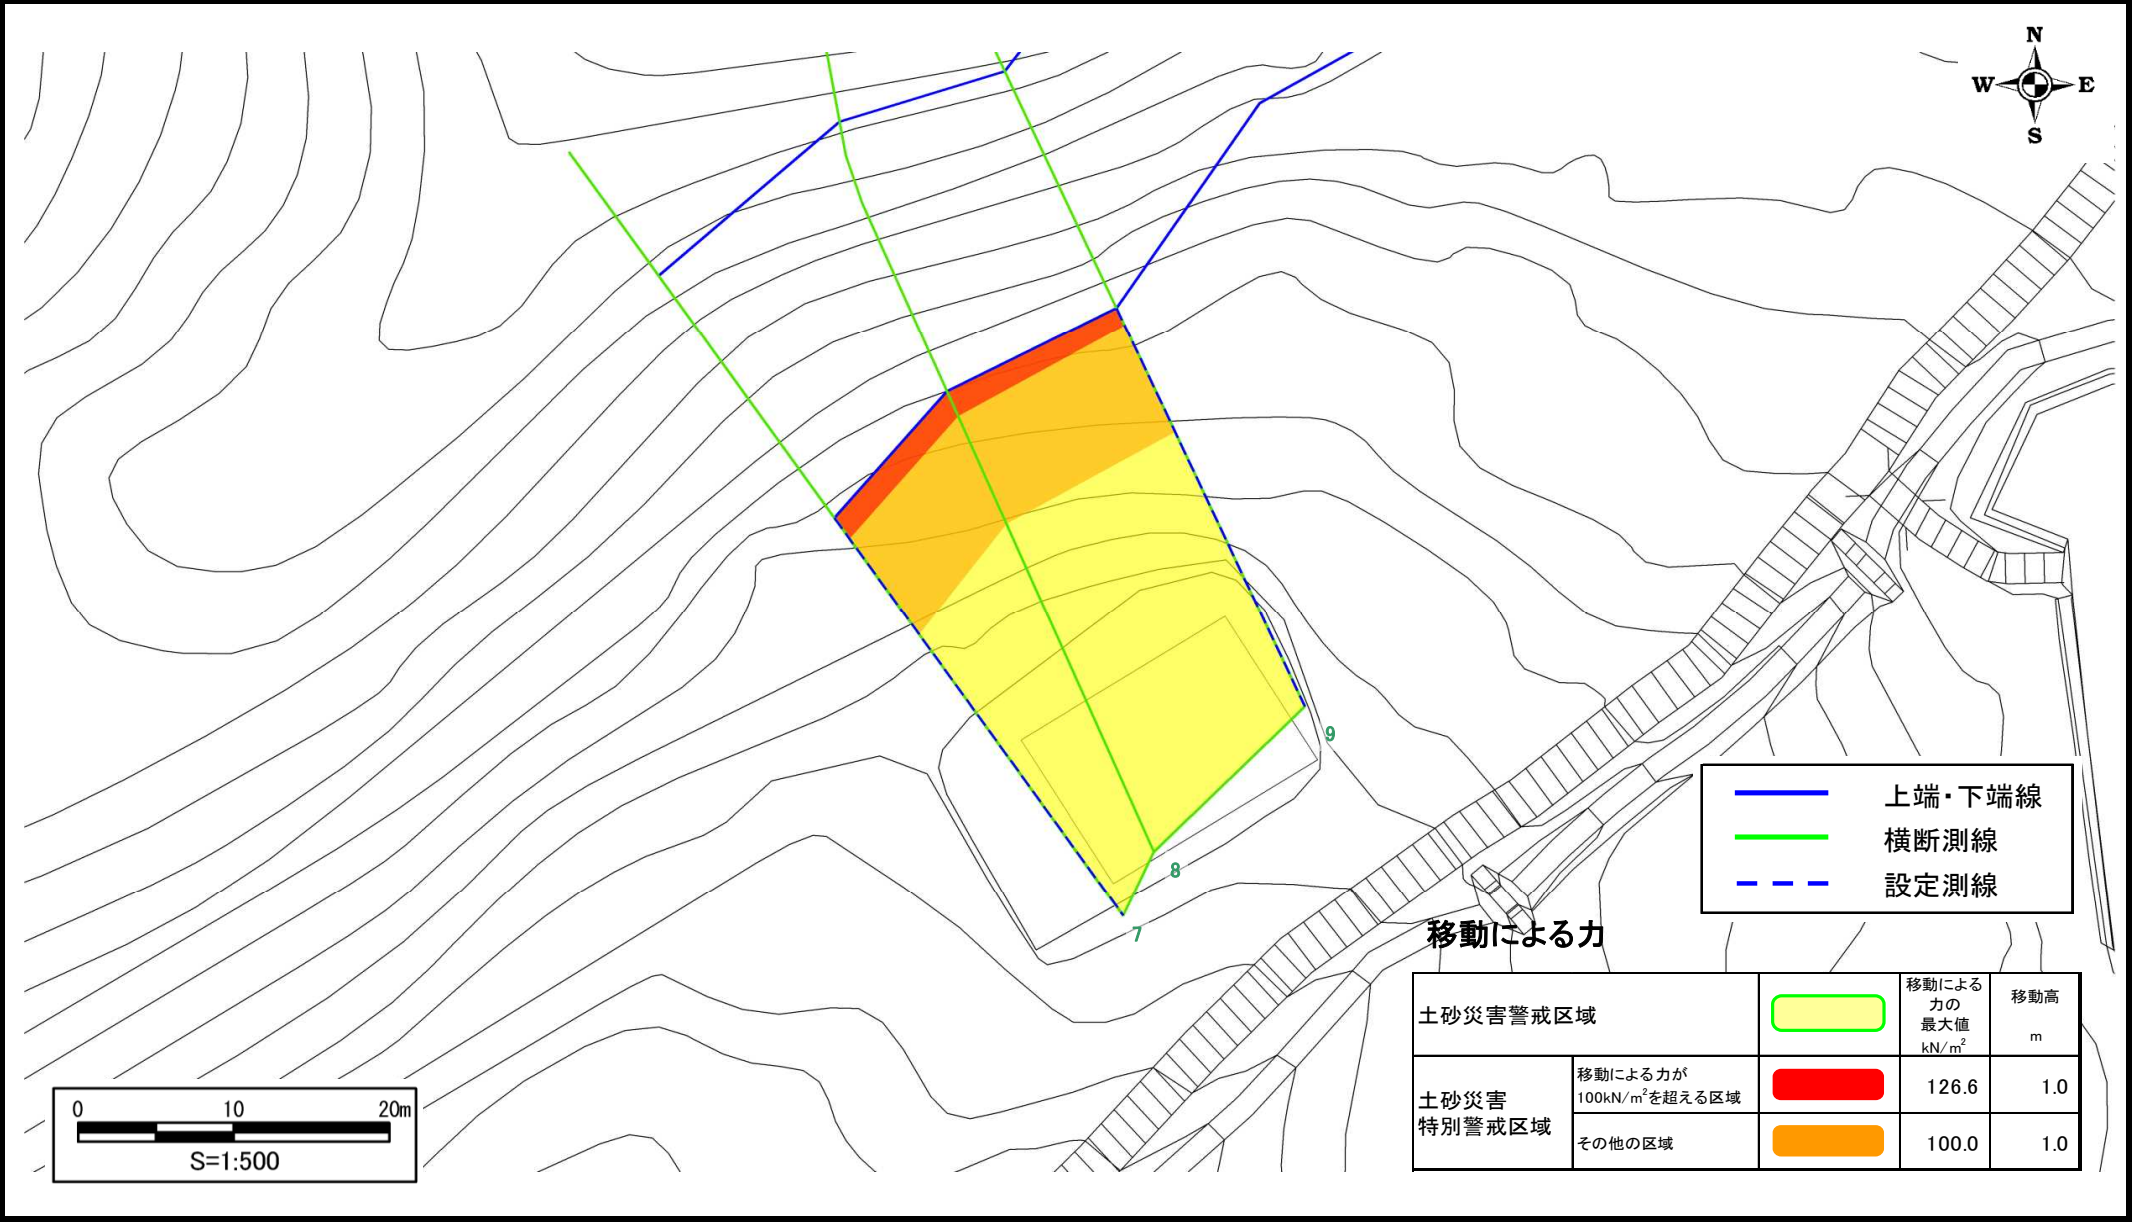 N
W E
S
9
8
7
上端・下端線
横断測線
設定測線
移動による力
土砂災害警戒区域
移動による
力の
最大値
kN/m²
移動高
m
土砂災害
特別警戒区域
移動による力が
100kN/m²を超える区域
126.6
1.0
その他の区域
100.0
1.0
0 10 20m
S=1:500